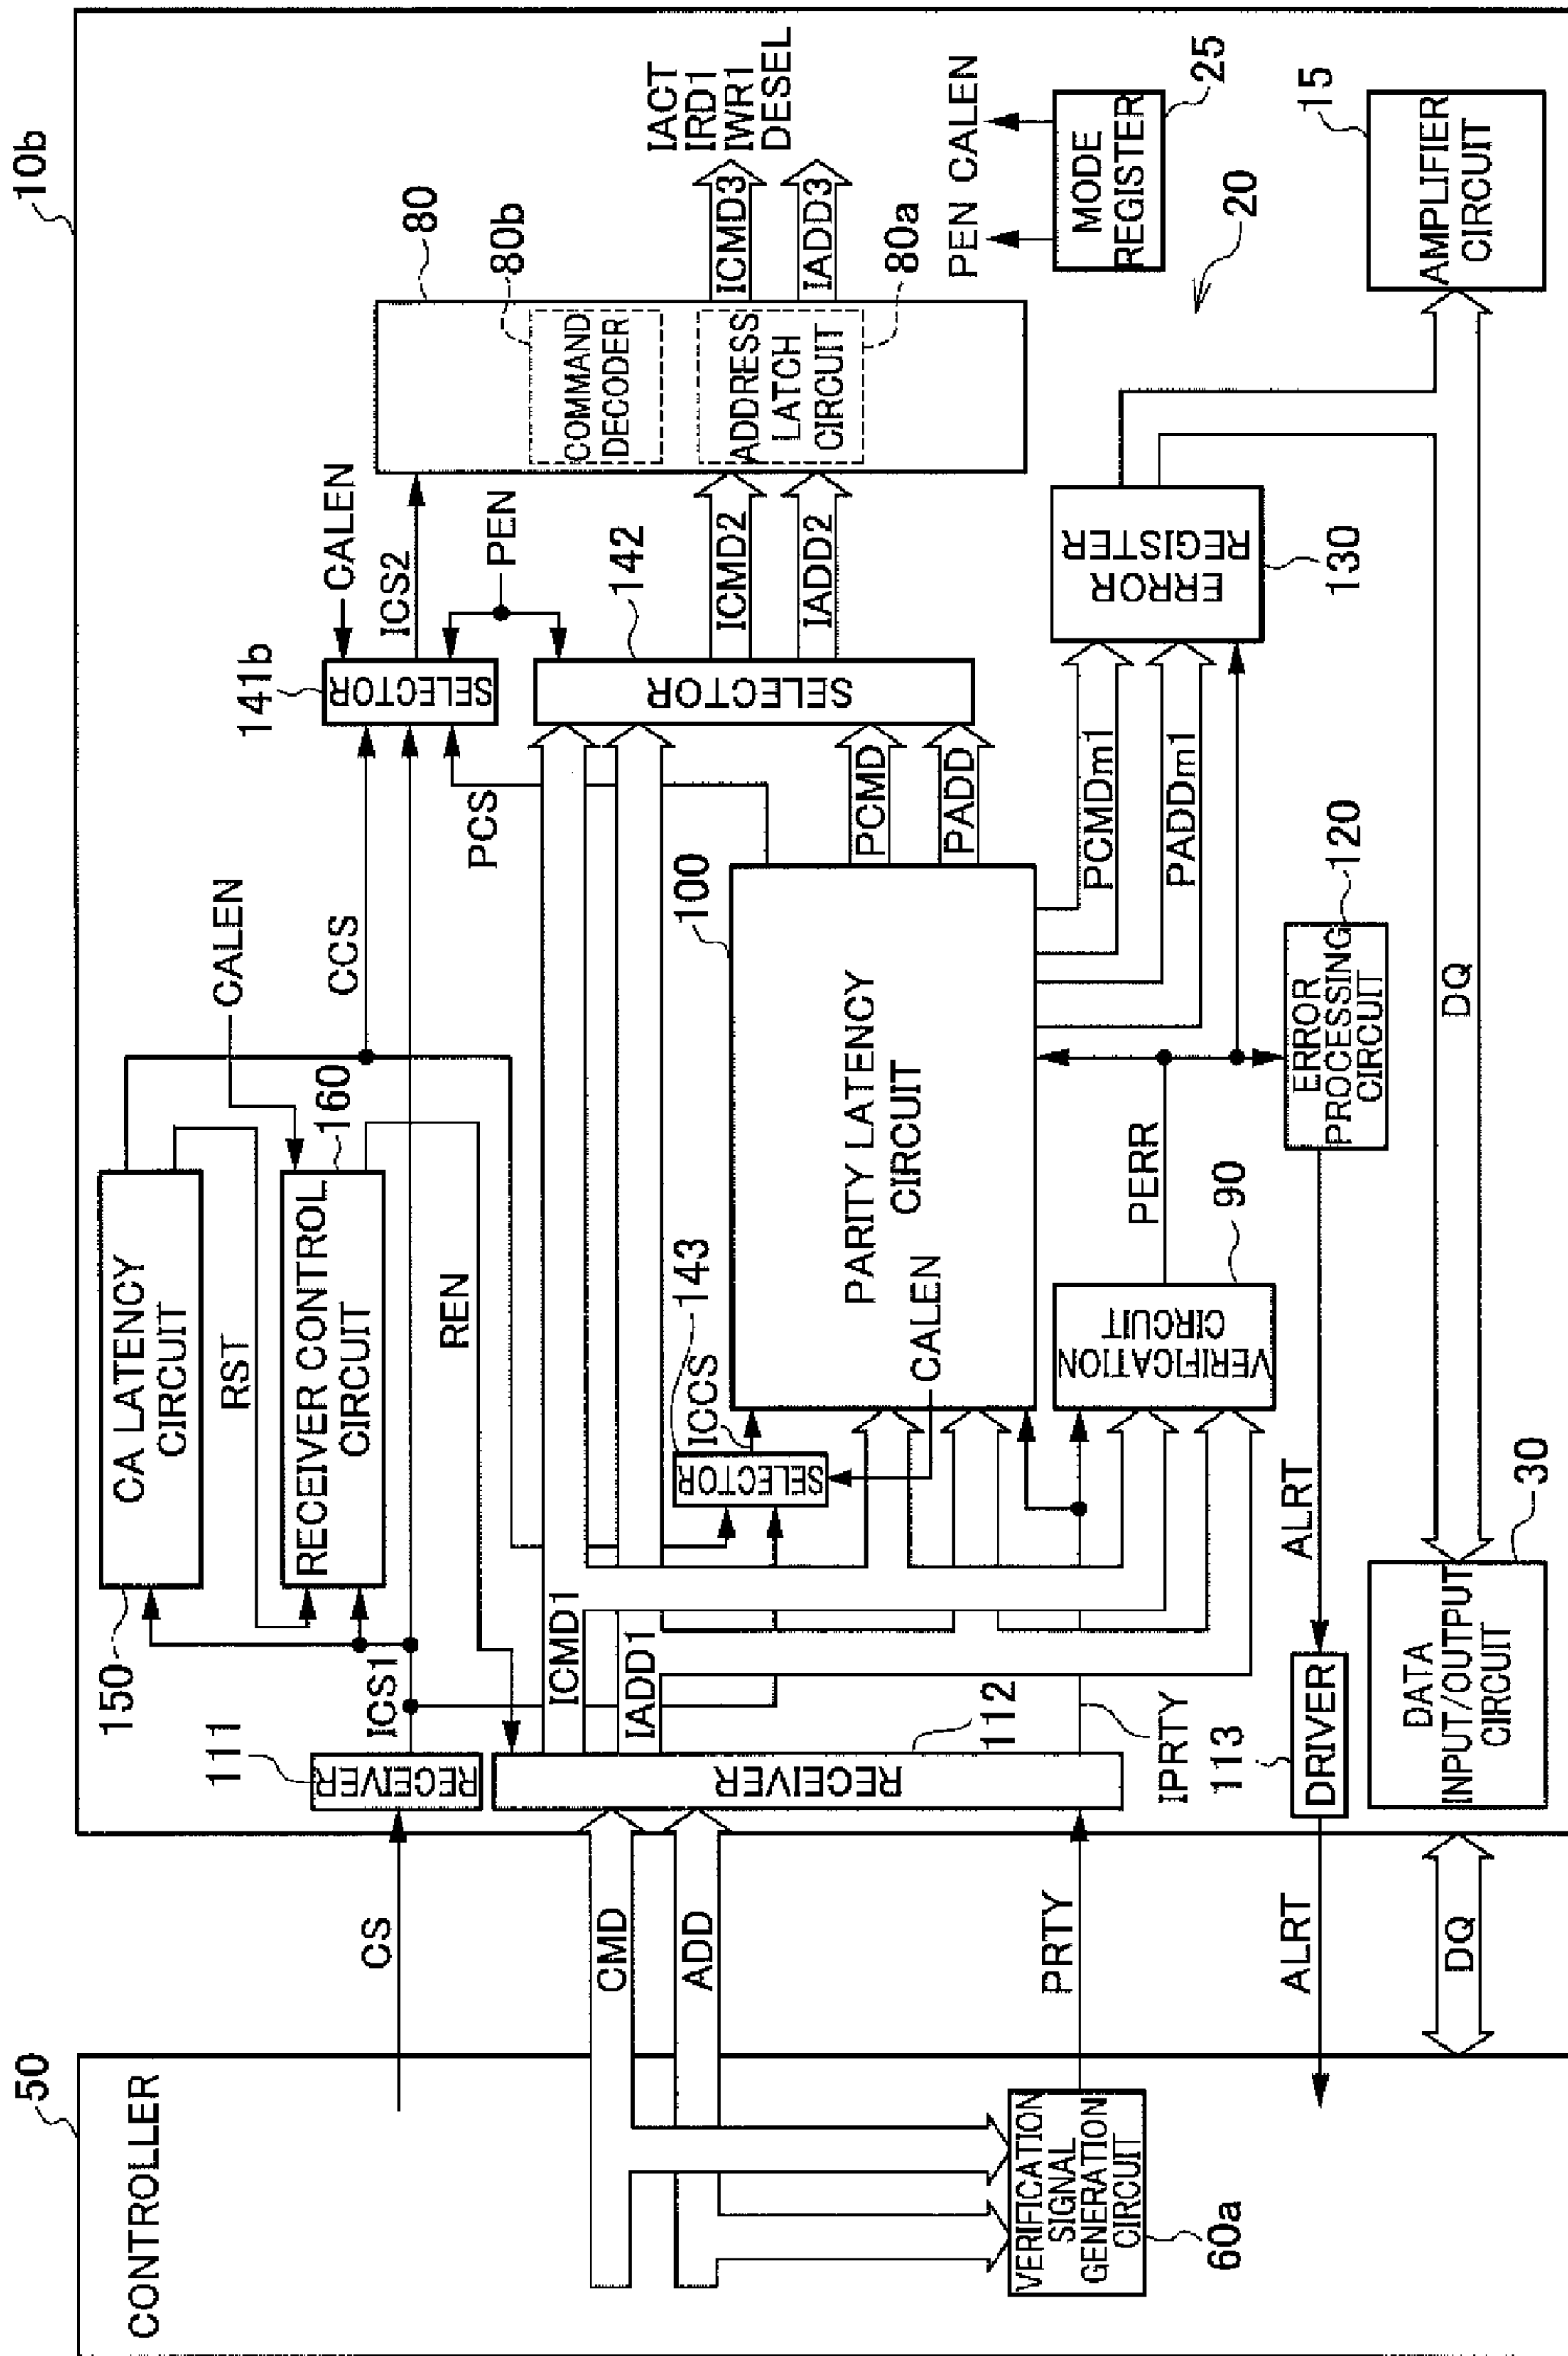 50
CONTROLLER
CS
CMD
ADD
PRTY
ALRT
DQ
VERIFICATION
SIGNAL
GENERATION
CIRCUIT
60a
10b
111
RECEIVER
112
RECEIVER
IPRTY
113
DRIVER
ALRT
DATA
INPUT/OUTPUT
CIRCUIT
30
150
CA LATENCY
CIRCUIT
RST
RECEIVER CONTROL
CIRCUIT
160
CALEN
REN
ICS1
ICMD1
IADD1
CCS
143
SELECTOR
ICCS
CALEN
PARITY LATENCY
CIRCUIT
100
VERIFICATION
CIRCUIT
90
PERR
ERROR
PROCESSING
CIRCUIT
120
PCS
PCMD
PADD
PCMDm1
PADDm1
141b
SELECTOR
CALEN
ICS2
PEN
142
SELECTOR
ICMD2
IADD2
80
80b
COMMAND
DECODER
ADDRESS
LATCH
CIRCUIT
80a
ICMD3
IADD3
IACT
IRD1
IWR1
DESEL
PEN CALEN
MODE
REGISTER
25
20
ERROR
REGISTER
130
DQ
AMPLIFIER
CIRCUIT
15